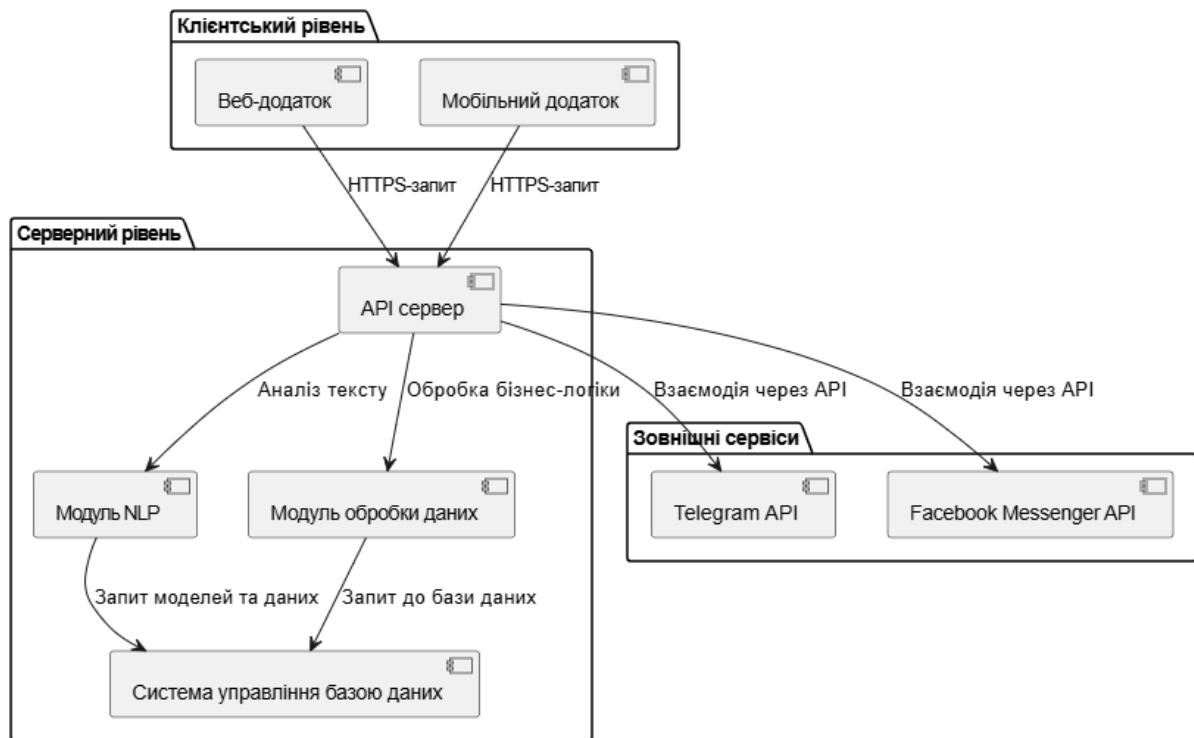 Клієнтський рівень
Веб-додаток
Мобільний додаток
HTTPS-запит
HTTPS-запит
Серверний рівень
API сервер
Аналіз тексту
Обробка бізнес-логіки
Взаємодія через API
Взаємодія через API
Зовнішні сервіси
Модуль NLP
Модуль обробки даних
Telegram API
Facebook Messenger API
Запит моделей та даних
Запит до бази даних
Система управління базою даних